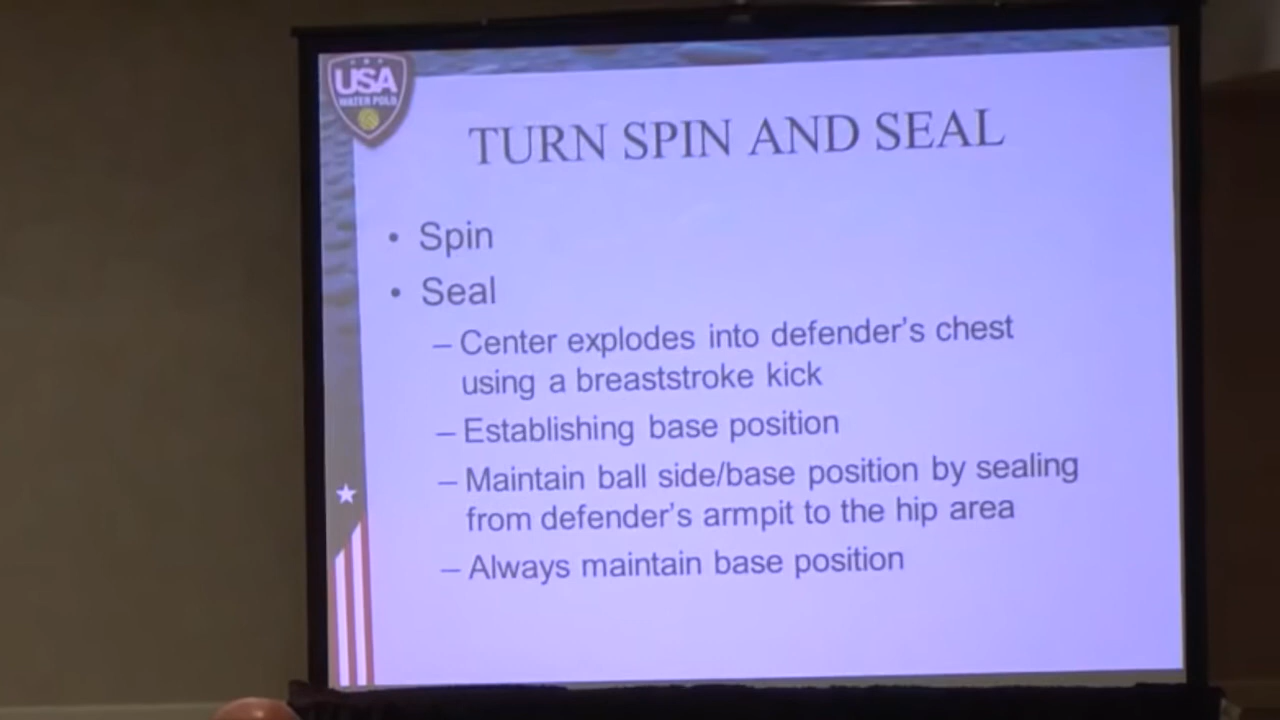 USA
WATER POLO
TURN SPIN AND SEAL
• Spin
• Seal
– Center explodes into defender's chest
using a breaststroke kick
– Establishing base position
– Maintain ball side/base position by sealing
from defender's armpit to the hip area
– Always maintain base position